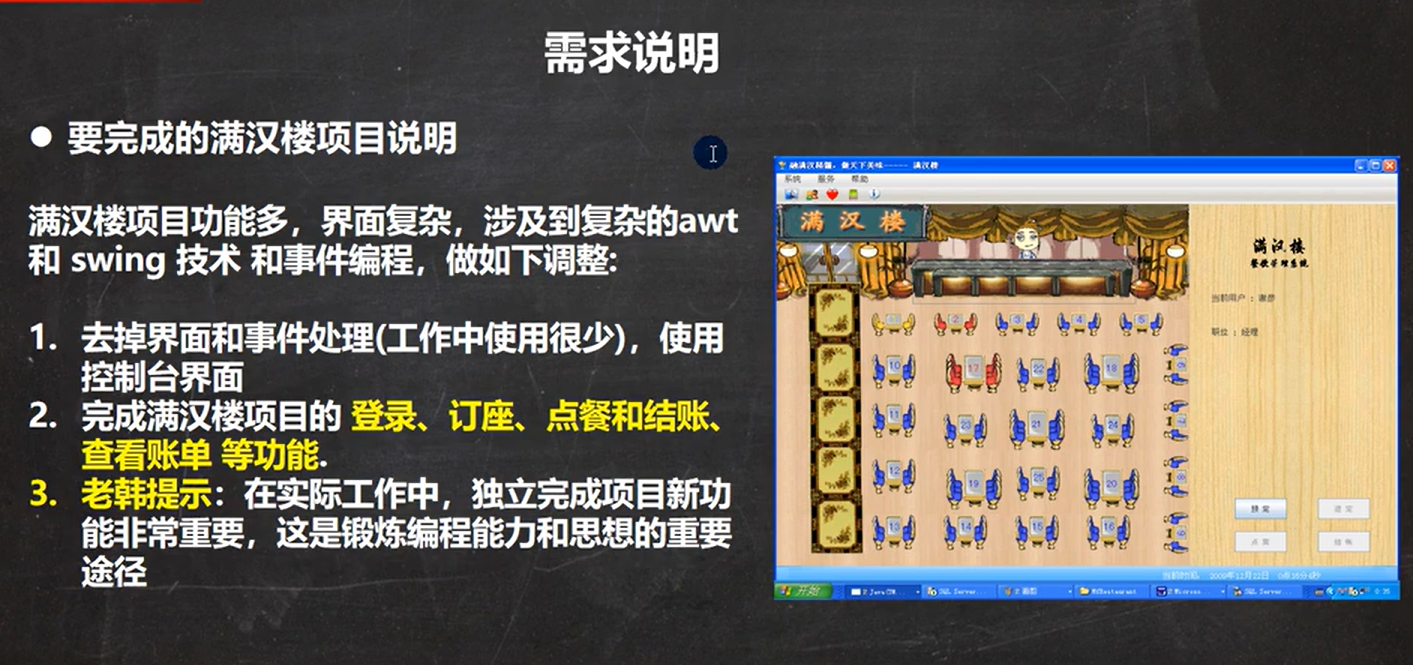 需求说明
● 要完成的满汉楼项目说明
满汉楼项目功能多，界面复杂，涉及到复杂的awt
和 swing 技术 和事件编程，做如下调整:
1. 去掉界面和事件处理(工作中使用很少)，使用
控制台界面
2. 完成满汉楼项目的 登录、订座、点餐和结账、
查看账单 等功能.
3. 老韩提示：在实际工作中，独立完成项目新功
能非常重要，这是锻炼编程能力和思想的重要
途径
满汉楼
系统 服务 帮助
满汉楼
满汉楼
餐饮管理系统
当前用户 ：
职位 ：经理
1 2 3 4 5
10 17 22 18
11 23 21 24
12 19 25 20
13 14 15 16
预定
点餐 结帐
当前时间： 2009年12月22日
开始 SQL Server... SQL Server...